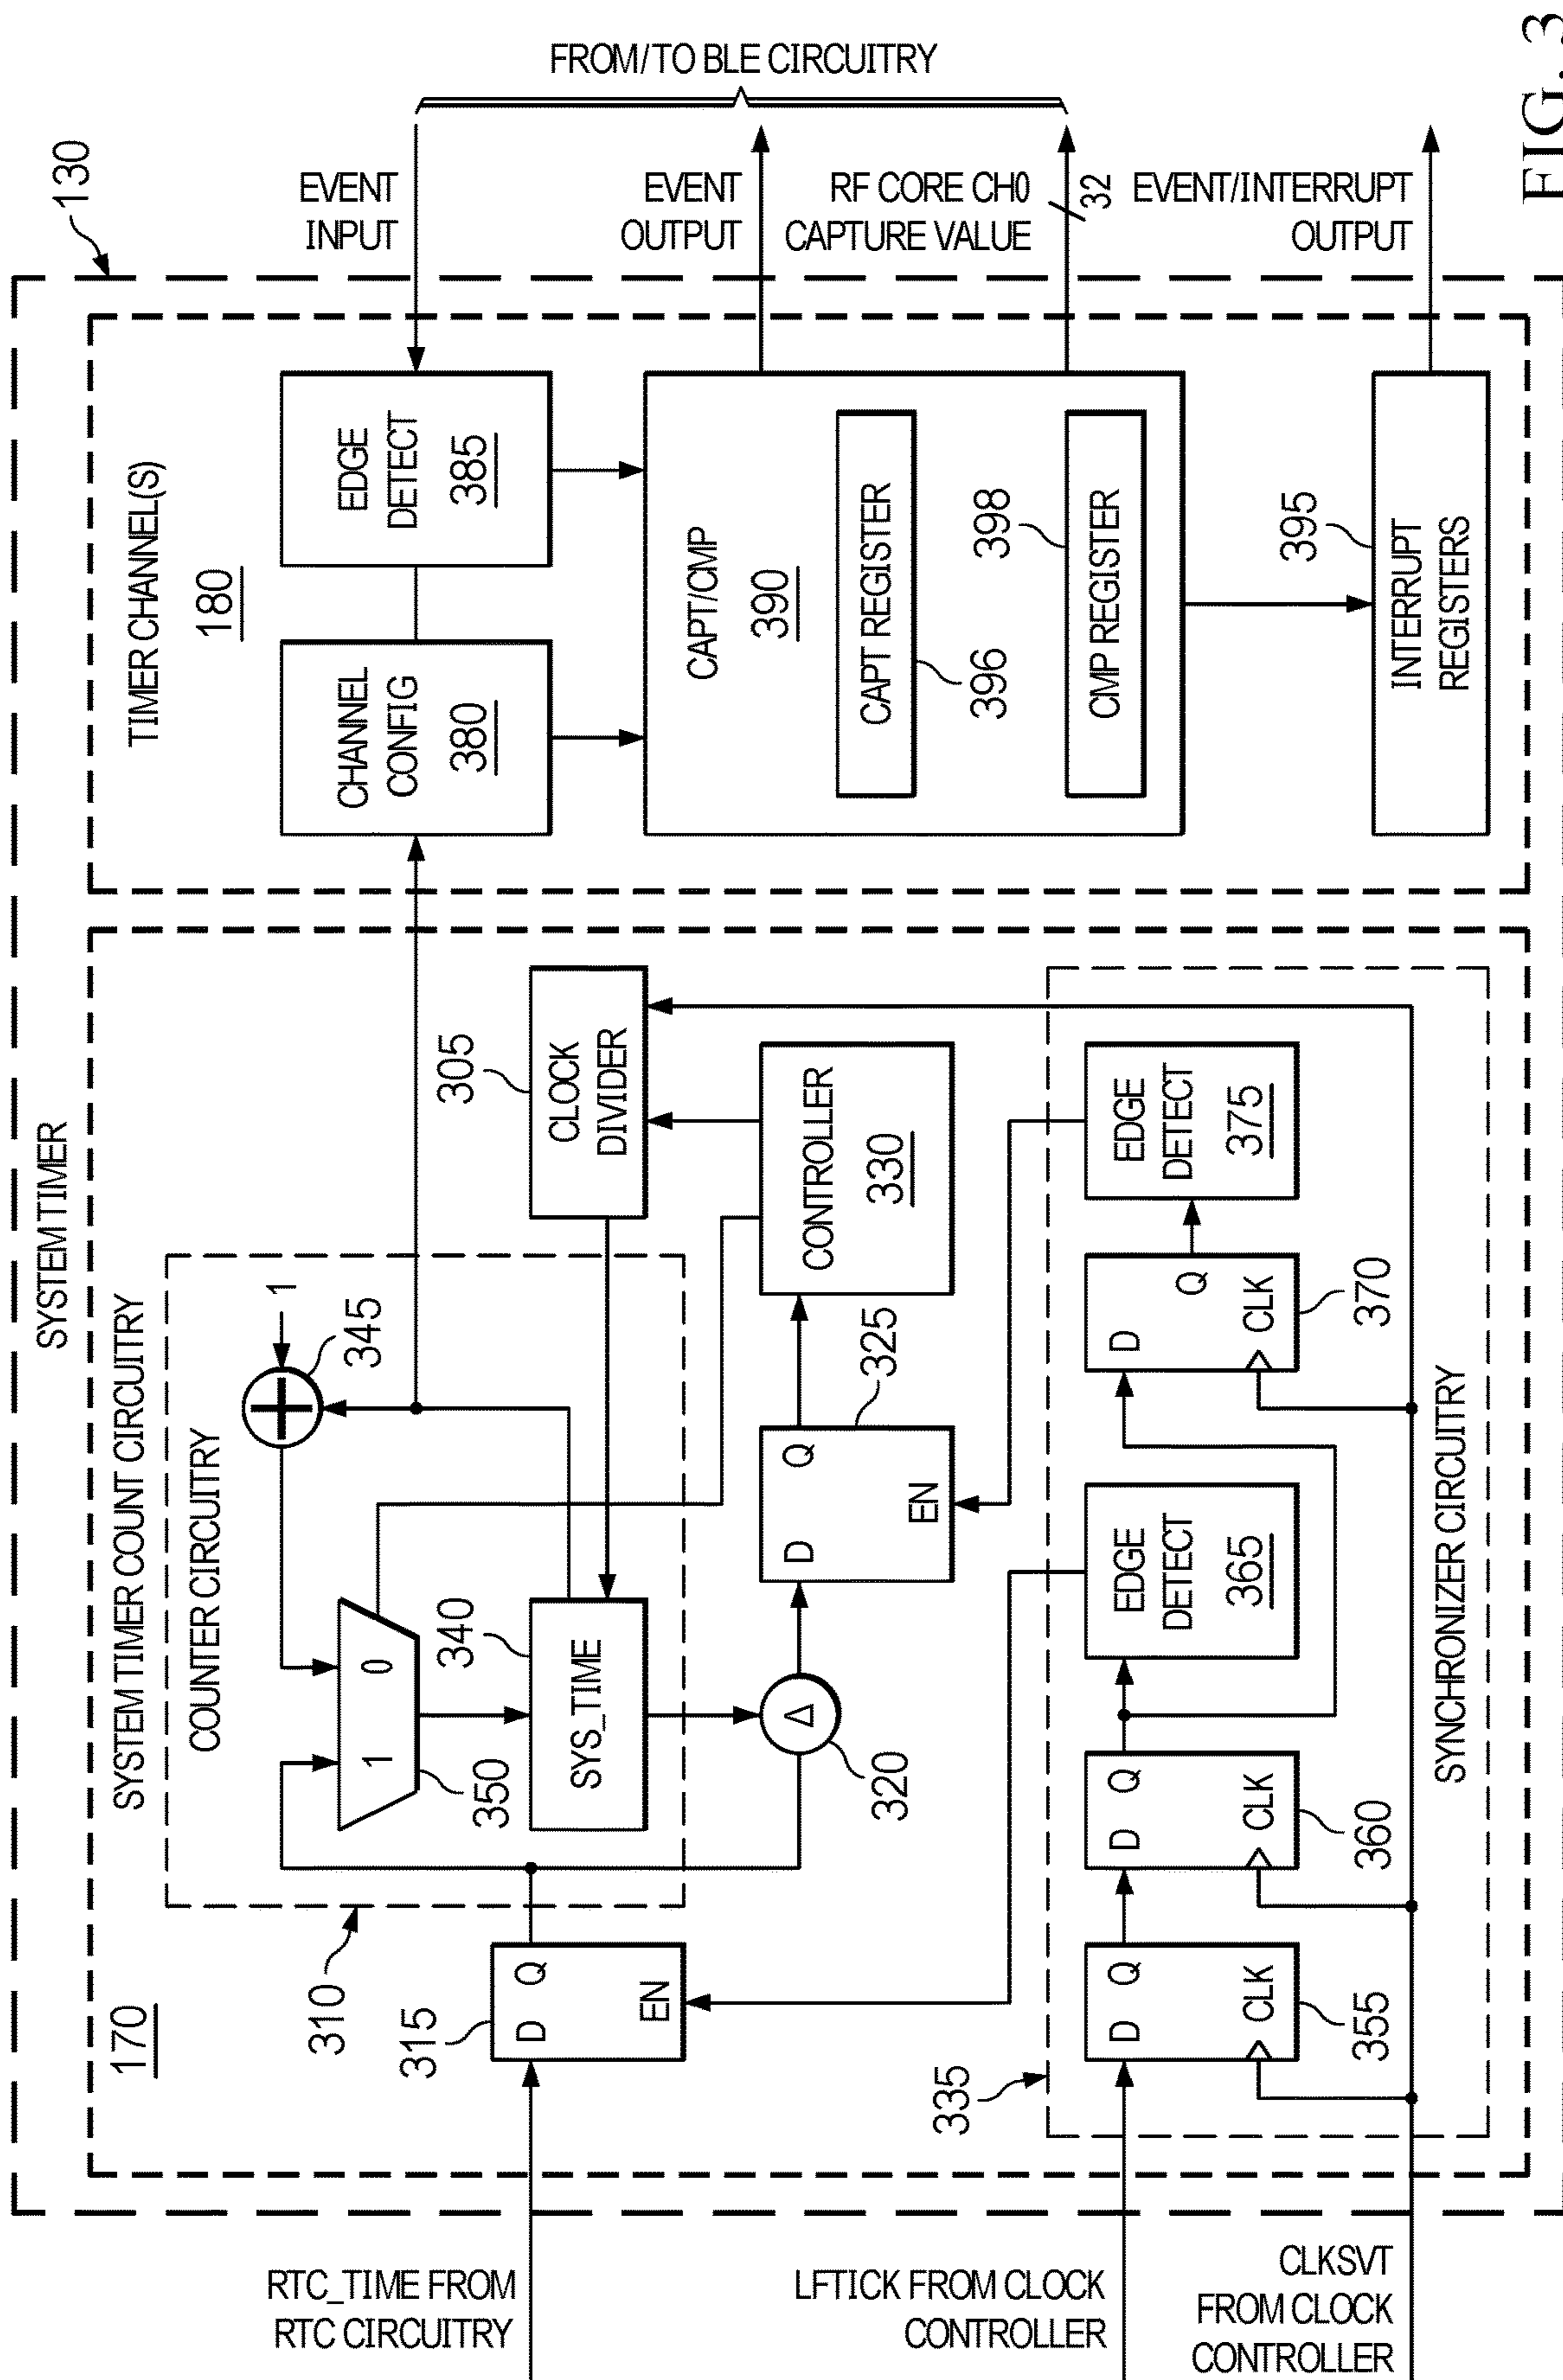 130
SYSTEM TIMER
170
SYSTEM TIMER COUNT CIRCUITRY
310
COUNTER CIRCUITRY
1
345
1
0
350
340
SYS_TIME
305
CLOCK
DIVIDER
315
D
Q
EN
Δ
320
325
D
Q
EN
CONTROLLER
330
335
D
Q
CLK
355
D
Q
CLK
360
EDGE
DETECT
365
D
Q
CLK
370
EDGE
DETECT
375
SYNCHRONIZER CIRCUITRY
RTC_TIME FROM
RTC CIRCUITRY
LFTICK FROM CLOCK
CONTROLLER
CLKSVT
FROM CLOCK
CONTROLLER
TIMER CHANNEL(S)
180
CHANNEL
CONFIG
380
EDGE
DETECT
385
CAPT/CMP
390
CAPT REGISTER
396
398
CMP REGISTER
395
INTERRUPT
REGISTERS
EVENT
INPUT
EVENT
OUTPUT
RF CORE CH0
CAPTURE VALUE
32
EVENT/INTERRUPT
OUTPUT
FROM/TO BLE CIRCUITRY
FIG. 3